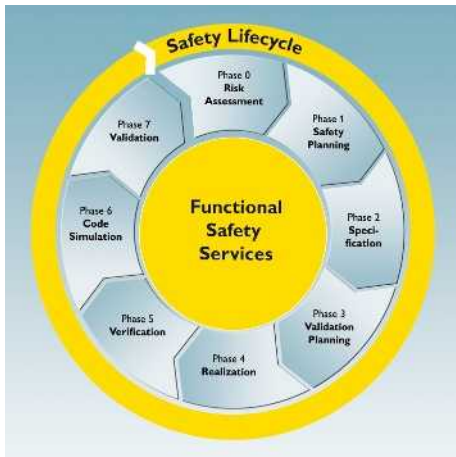 Safety Lifecycle
Phase 0
Risk
Assessment
Phase 1
Safety
Planning
Phase 2
Speci-
fication
Phase 3
Validation
Planning
Phase 4
Realization
Phase 5
Verification
Phase 6
Code
Simulation
Phase 7
Validation
Functional
Safety
Services